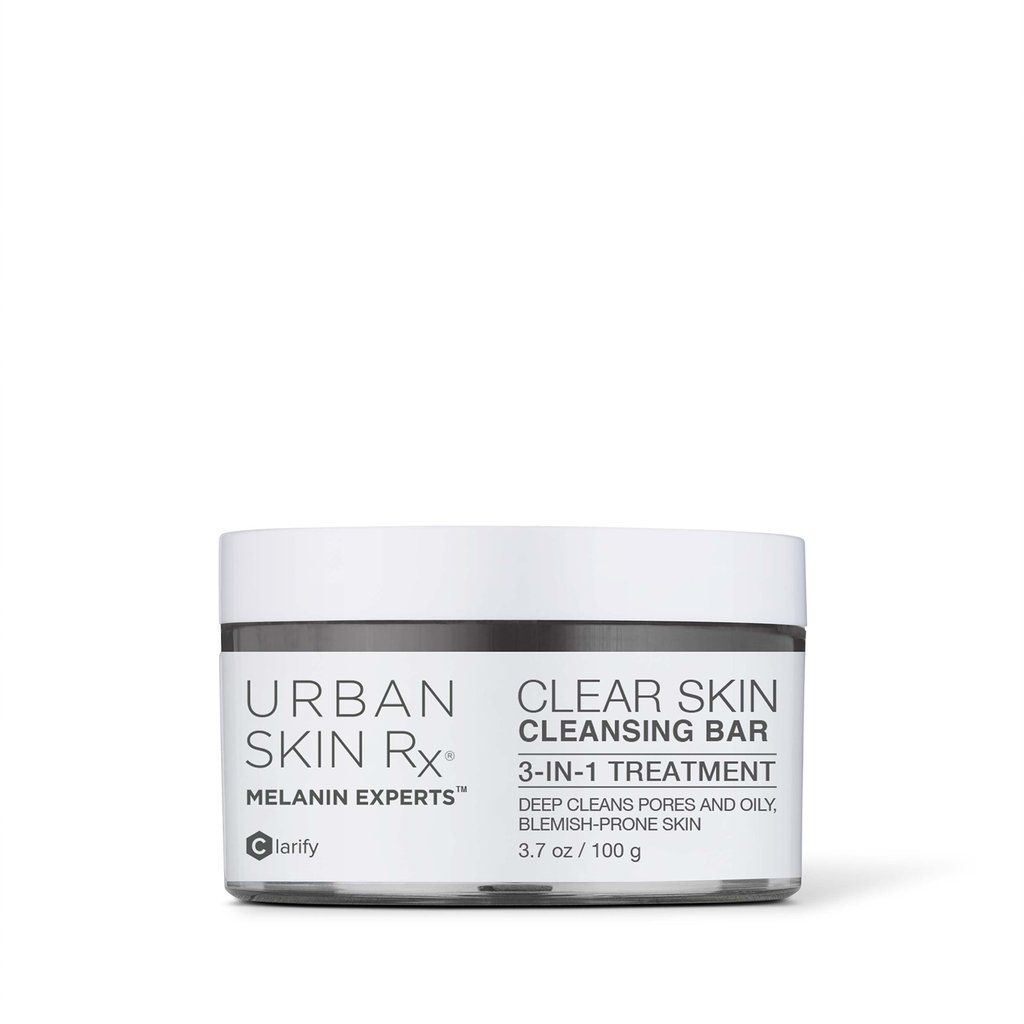 URBAN
SKIN Rx®
MELANIN EXPERTS™
Clarify
CLEAR SKIN
CLEANSING BAR
3-IN-1 TREATMENT
DEEP CLEANS PORES AND OILY,
BLEMISH-PRONE SKIN
3.7 oz / 100 g